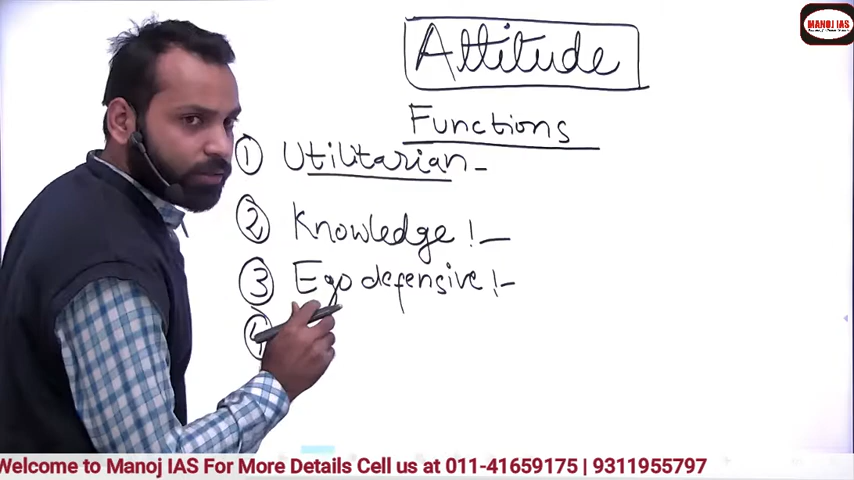 MANOJ IAS
Attitude
Functions
① Utilitarian -
② Knowledge :-
③ Ego defensive :-
④
Welcome to Manoj IAS For More Details Cell us at 011-41659175 | 9311955797